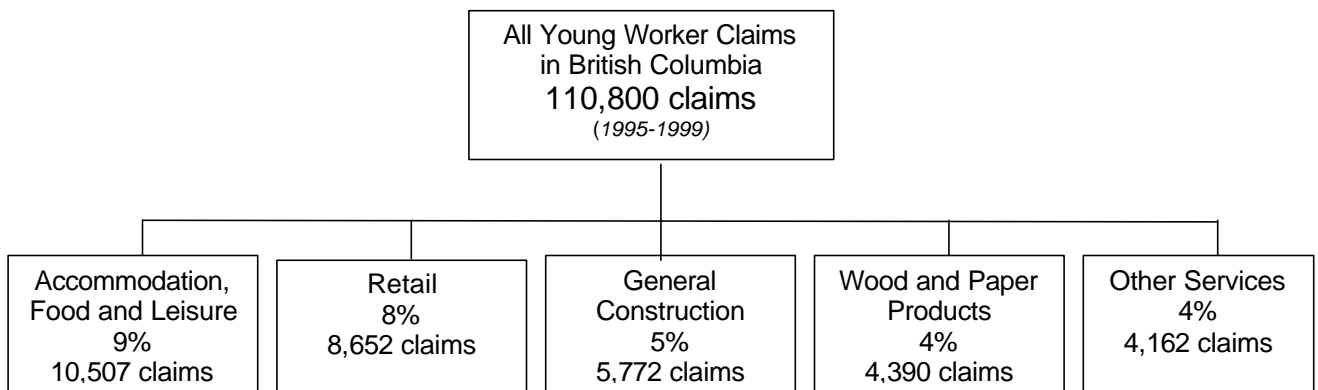 All Young Worker Claims
in British Columbia
110,800 claims
(1995-1999)
Accommodation,
Food and Leisure
9%
10,507 claims
Retail
8%
8,652 claims
General
Construction
5%
5,772 claims
Wood and Paper
Products
4%
4,390 claims
Other Services
4%
4,162 claims